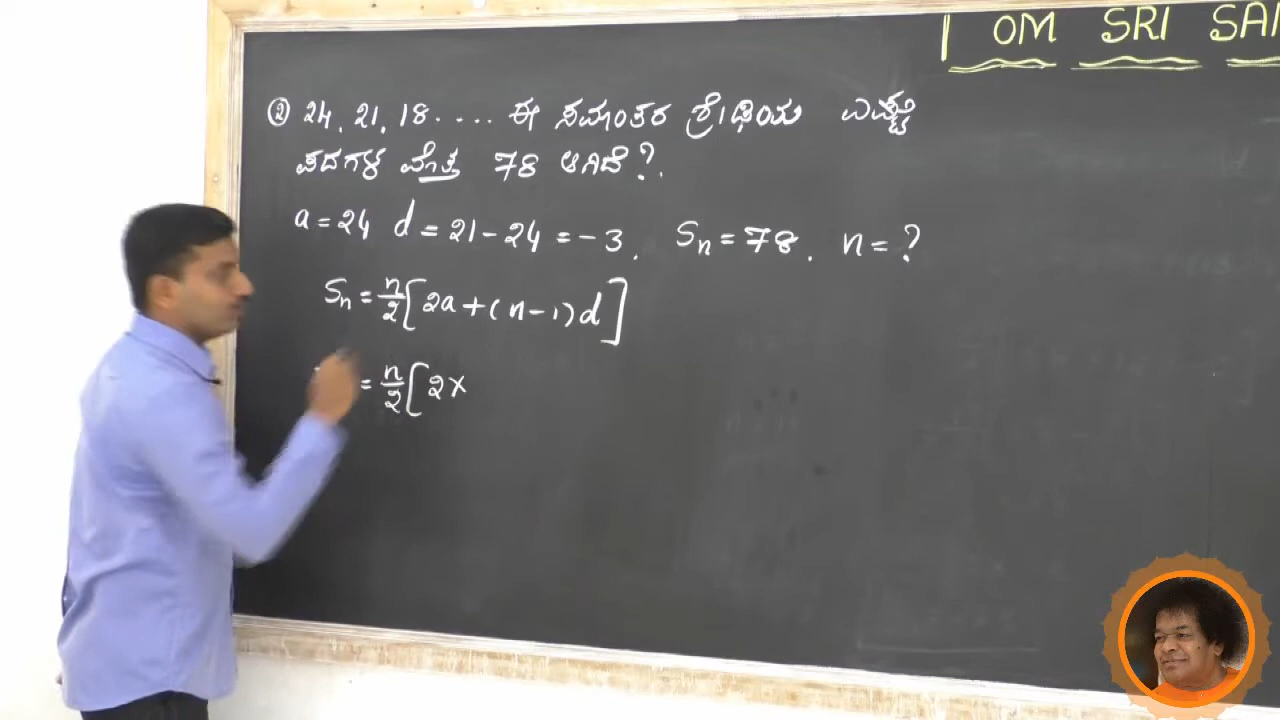 | OM SRI SAI
② 24, 21, 18.... ಈ ಸಮಾಂತರ ಶ್ರೇಢಿಯ ಎಷ್ಟು
ಪದಗಳ ಮೊತ್ತ 78 ಆಗಿದೆ?.
a = 24 d = 21 - 24 = -3. Sn = 78. n = ?
Sn = n/2 [2a + (n-1)d]
= n/2 [2×